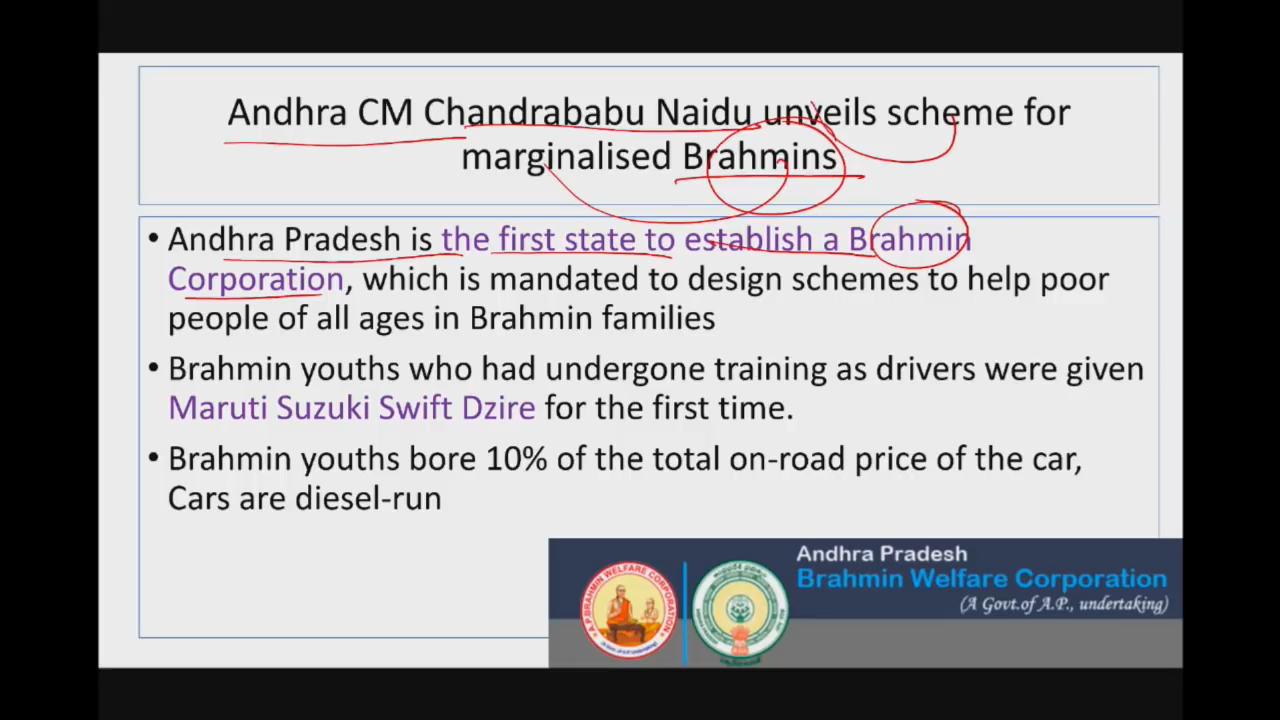 Andhra CM Chandrababu Naidu unveils scheme for
marginalised Brahmins
• Andhra Pradesh is the first state to establish a Brahmin
Corporation, which is mandated to design schemes to help poor
people of all ages in Brahmin families
• Brahmin youths who had undergone training as drivers were given
Maruti Suzuki Swift Dzire for the first time.
• Brahmin youths bore 10% of the total on-road price of the car,
Cars are diesel-run
Andhra Pradesh
Brahmin Welfare Corporation
(A Govt.of A.P., undertaking)
A.P. BRAHMIN WELFARE CORPORATION